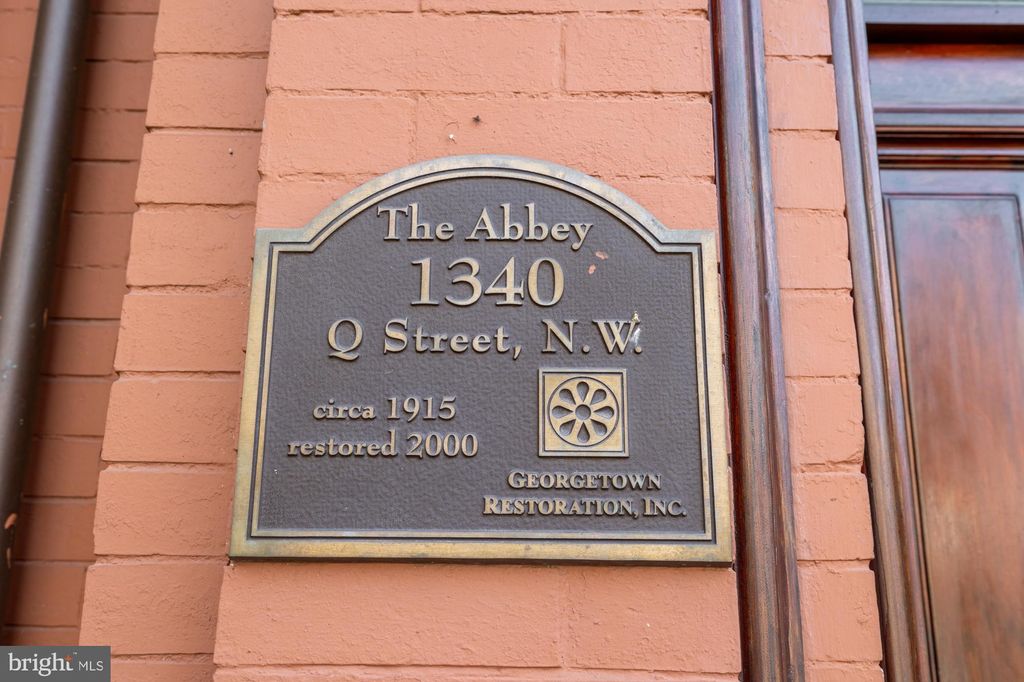 The Abbey
1340
Q Street, N.W.
circa 1915
restored 2000
GEORGETOWN
RESTORATION, INC.
bright MLS